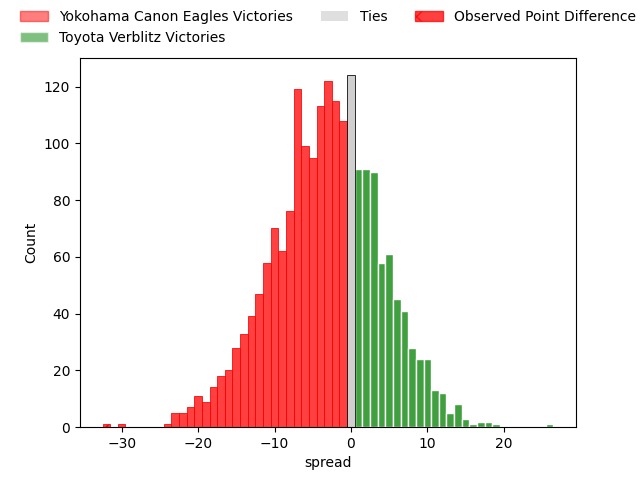 Yokohama Canon Eagles Victories
Toyota Verblitz Victories
Ties
Observed Point Difference
120
100
80
60
40
20
0
Count
−30 −20 −10 0 10 20
spread